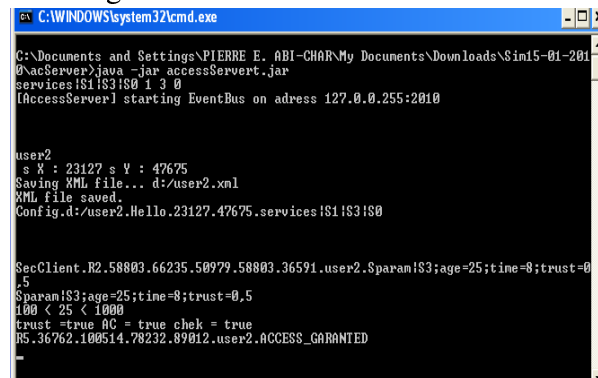 C:\WINDOWS\system32\cmd.exe
C:\Documents and Settings\PIERRE E. ABI-CHAR\My Documents\Downloads\Sim15-01-201
0\acServer>java -jar accessServert.jar
services!S1!S3!S0 1 3 0
[AccessServer] starting EventBus on adress 127.0.0.255:2010
user2
s X : 23127 s Y : 47675
Saving XML file... d:/user2.xml
XML file saved.
Config.d:/user2.Hello.23127.47675.services!S1!S3!S0
SecClient.R2.58803.66235.50979.58803.36591.user2.Sparam!S3;age=25;time=8;trust=0
,5
Sparam!S3;age=25;time=8;trust=0,5
100 < 25 < 1000
trust =true AC = true chek = true
R5.36762.100514.78232.89012.user2.ACCESS_GARANTED